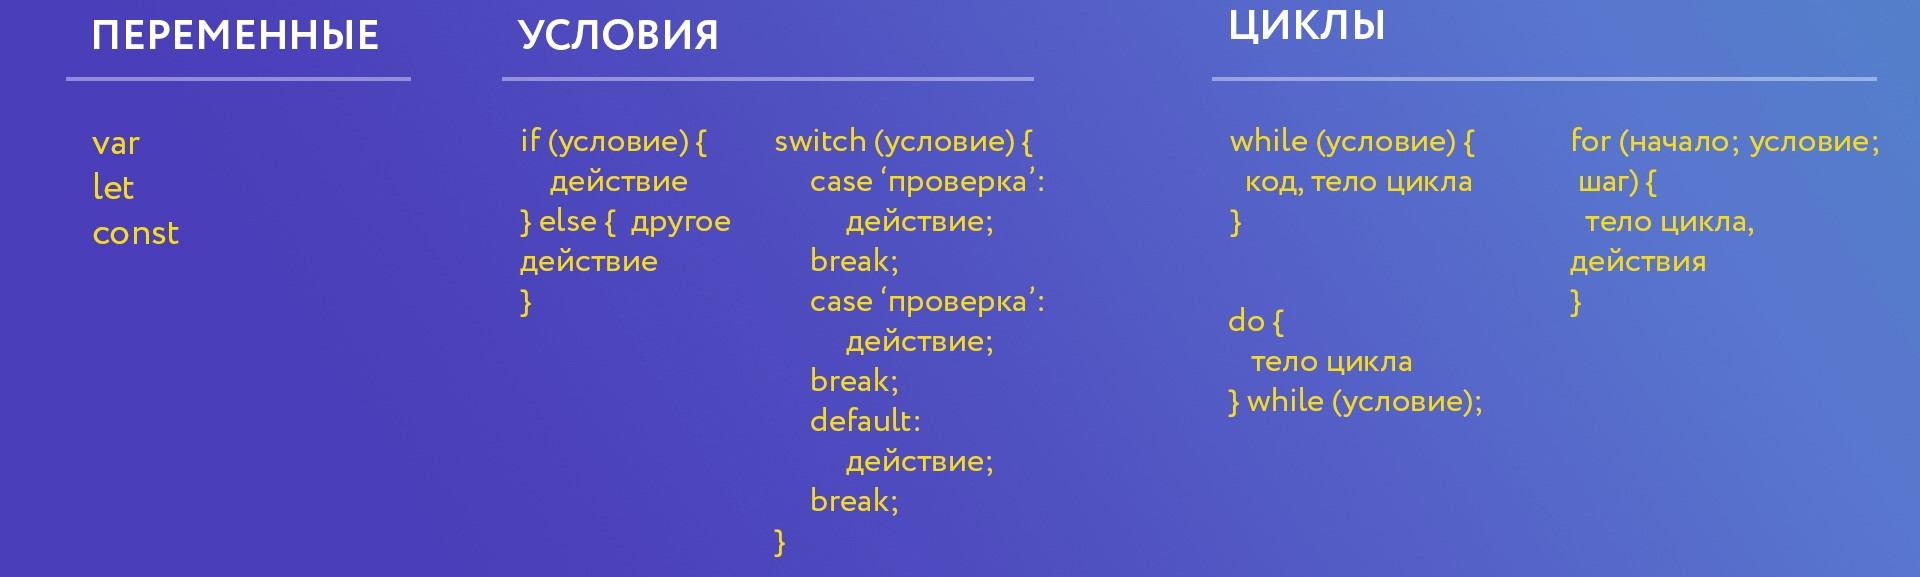 ПЕРЕМЕННЫЕ
var
let
const
УСЛОВИЯ
if (условие) {
действие
} else { другое
действие
}
switch (условие) {
case ‘проверка’:
действие;
break;
case ‘проверка’:
действие;
break;
default:
действие;
break;
}
ЦИКЛЫ
while (условие) {
код, тело цикла
}
do {
тело цикла
} while (условие);
for (начало; условие;
шаг) {
тело цикла,
действия
}